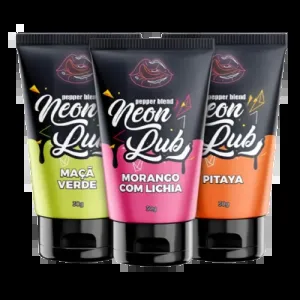 pepper blend
Neon
Lub
MAÇÃ
VERDE
pepper blend
Neon
Lub
MORANGO
COM LICHIA
pepper blend
Neon
Lub
PITAYA